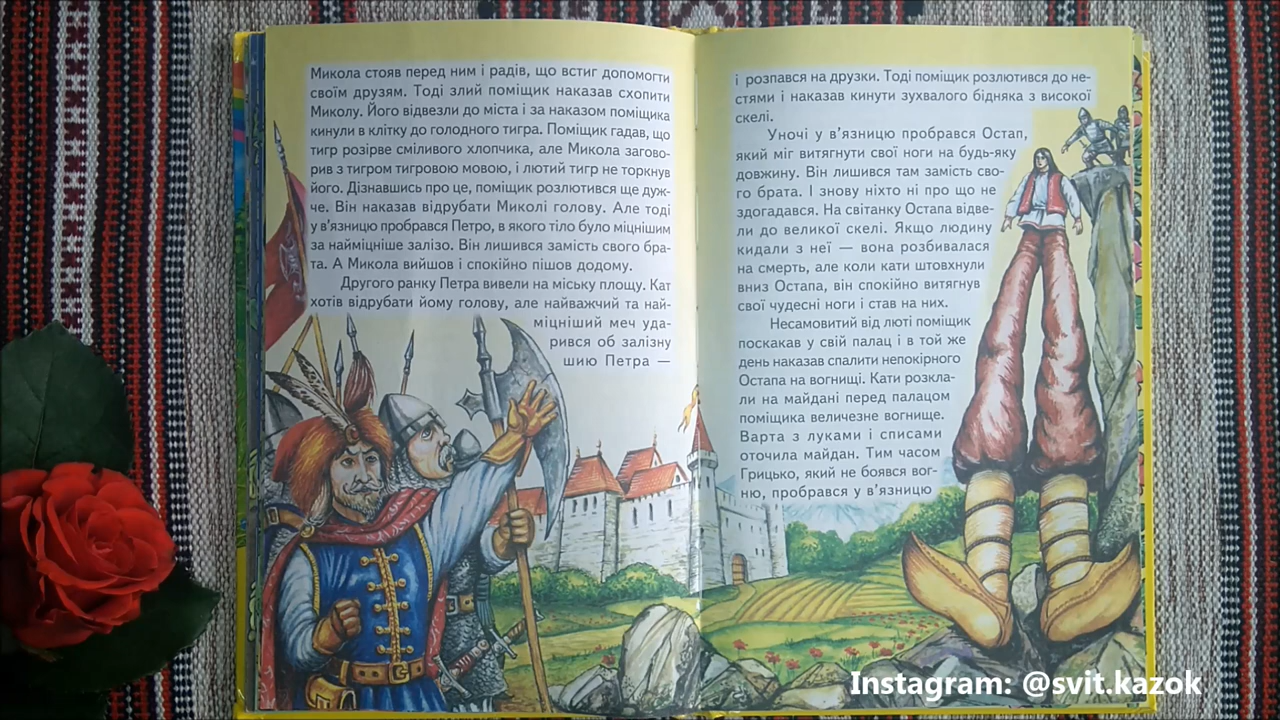 Микола стояв перед ним і радів, що встиг допомогти
своїм друзям. Тоді злий поміщик наказав схопити
Миколу. Його відвезли до міста і за наказом поміщика
кинули в клітку до голодного тигра. Поміщик гадав, що
тигр розірве сміливого хлопчика, але Микола загово-
рив з тигром тигровою мовою, і лютий тигр не торкнув
його. Дізнавшись про це, поміщик розлютився ще дуж-
че. Він наказав відрубати Миколі голову. Але тоді
у в’язницю пробрався Петро, в якого тіло було міцнішим
за найміцніше залізо. Він лишився замість свого бра-
та. А Микола вийшов і спокійно пішов додому.
Другого ранку Петра вивели на міську площу. Кат
хотів відрубати йому голову, але найважчий та най-
міцніший меч уда-
рився об залізну
шию Петра —
і розпався на друзки. Тоді поміщик розлютився до не-
стями і наказав кинути зухвалого бідняка з високої
скелі.
Уночі у в’язницю пробрався Остап,
який міг витягнути свої ноги на будь-яку
довжину. Він лишився там замість сво-
го брата. І знову ніхто ні про що не
здогадався. На світанку Остапа відве-
ли до великої скелі. Якщо людину
кидали з неї — вона розбивалася
на смерть, але коли кати штовхнули
вниз Остапа, він спокійно витягнув
свої чудесні ноги і став на них.
Несамовитий від люті поміщик
поскакав у свій палац і в той же
день наказав спалити непокірного
Остапа на вогнищі. Кати розкла-
ли на майдані перед палацом
поміщика величезне вогнище.
Варта з луками і списами
оточила майдан. Тим часом
Грицько, який не боявся вог-
ню, пробрався у в’язницю
Instagram: @svit.kazok